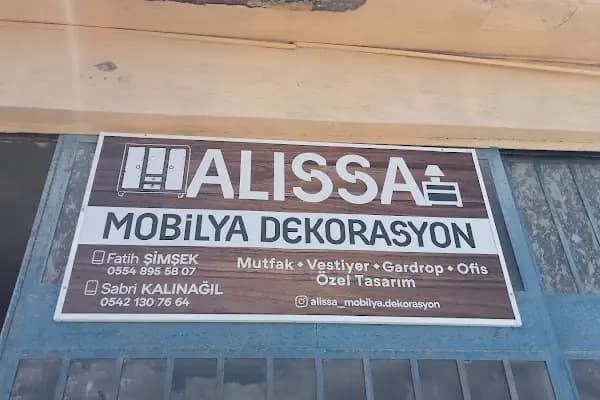 ALISSA
MOBİLYA DEKORASYON
Fatih ŞİMŞEK
0554 895 58 07
Sabri KALINAĞIL
0542 130 76 64
Mutfak • Vestiyer • Gardrop • Ofis
Özel Tasarım
alissa_mobilya.dekorasyon